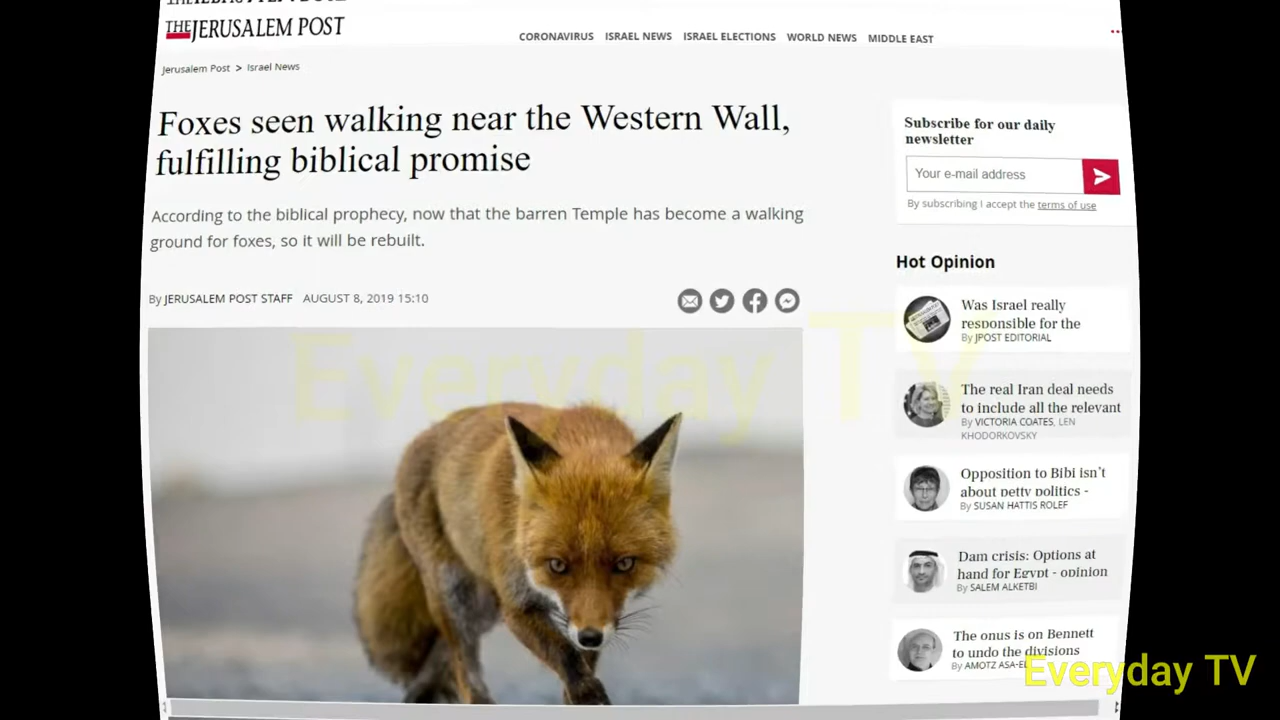 THE JERUSALEM POST
CORONAVIRUS ISRAEL NEWS ISRAEL ELECTIONS WORLD NEWS MIDDLE EAST
Jerusalem Post > Israel News
Foxes seen walking near the Western Wall,
fulfilling biblical promise
According to the biblical prophecy, now that the barren Temple has become a walking
ground for foxes, so it will be rebuilt.
By JERUSALEM POST STAFF AUGUST 8, 2019 15:10
Subscribe for our daily
newsletter
Your e-mail address
By subscribing I accept the terms of use
Hot Opinion
Was Israel really
responsible for the
By JPOST EDITORIAL
The real Iran deal needs
to include all the relevant
By VICTORIA COATES, LEN
KHODORKOVSKY
Opposition to Bibi isn't
about petty politics -
By SUSAN HATTIS ROLEF
Dam crisis: Options at
hand for Egypt - opinion
By SALEM ALKETBI
The onus is on Bennett
to undo the divisions
By AMOTZ
Everyday TV
Everyday TV